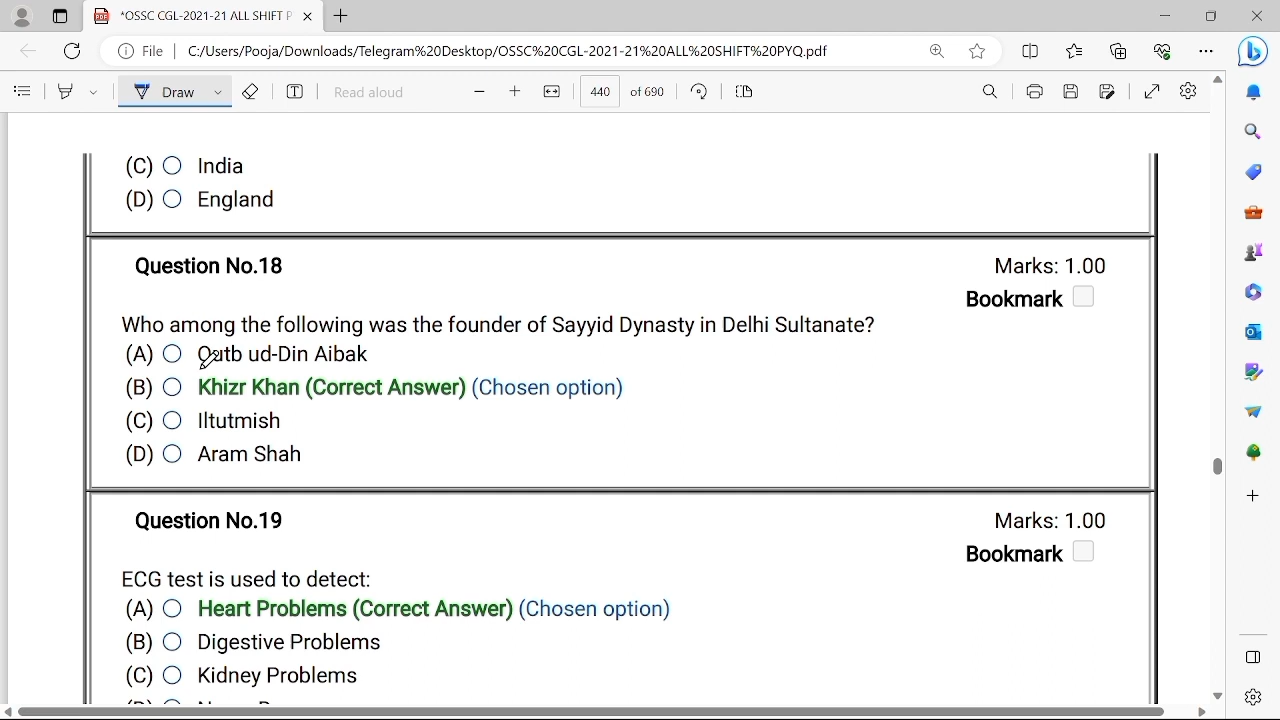 *OSSC CGL-2021-21 ALL SHIFT P
File
C:/Users/Pooja/Downloads/Telegram%20Desktop/OSSC%20CGL-2021-21%20ALL%20SHIFT%20PYQ.pdf
Draw
Read aloud
440 of 690
(C) India
(D) England
Question No.18 Marks: 1.00
Bookmark
Who among the following was the founder of Sayyid Dynasty in Delhi Sultanate?
(A) Qutb ud-Din Aibak
(B) Khizr Khan (Correct Answer) (Chosen option)
(C) Iltutmish
(D) Aram Shah
Question No.19 Marks: 1.00
Bookmark
ECG test is used to detect:
(A) Heart Problems (Correct Answer) (Chosen option)
(B) Digestive Problems
(C) Kidney Problems